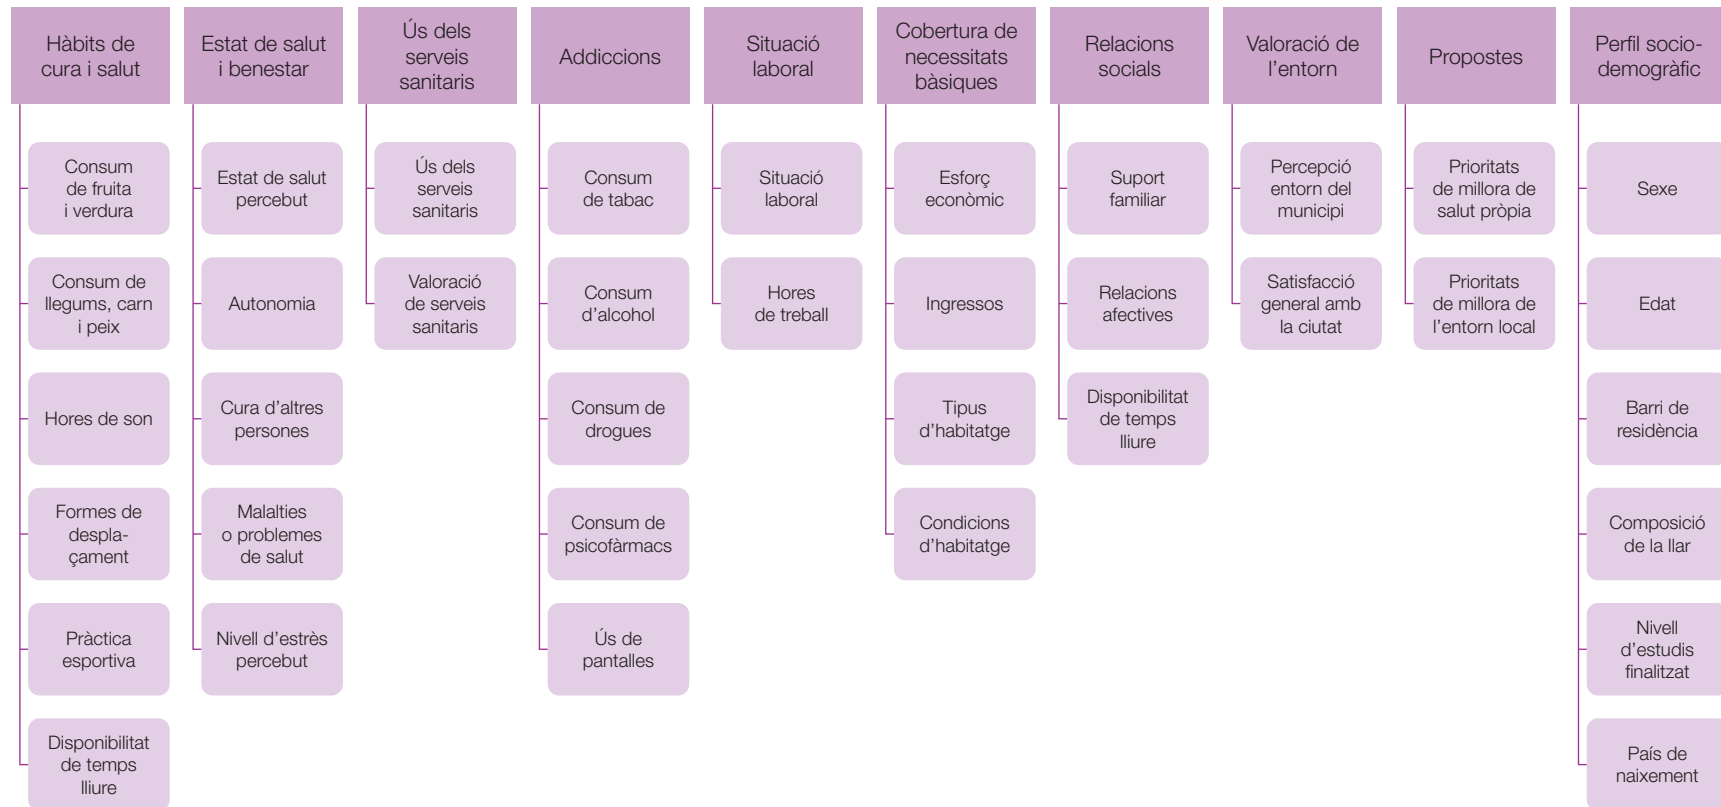 Hàbits de
cura i salut
Consum
de fruita
i verdura
Consum de
llegums, carn
i peix
Hores de son
Formes de
despla-
çament
Pràctica
esportiva
Disponibilitat
de temps
lliure
Estat de salut
i benestar
Estat de salut
percebut
Autonomia
Cura d’altres
persones
Malalties
o problemes
de salut
Nivell d’estrès
percebut
Ús dels
serveis
sanitaris
Ús dels
serveis
sanitaris
Valoració
de serveis
sanitaris
Addiccions
Consum
de tabac
Consum
d’alcohol
Consum de
drogues
Consum de
psicofàrmacs
Ús de
pantalles
Situació
laboral
Situació
laboral
Hores
de treball
Cobertura de
necessitats
bàsiques
Esforç
econòmic
Ingressos
Tipus
d’habitatge
Condicions
d’habitatge
Relacions
socials
Suport
familiar
Relacions
afectives
Disponibilitat
de temps
lliure
Valoració de
l’entorn
Percepció
entorn del
municipi
Satisfacció
general amb
la ciutat
Propostes
Prioritats
de millora de
salut pròpia
Prioritats
de millora de
l’entorn local
Perfil socio-
demogràfic
Sexe
Edat
Barri de
residència
Composició
de la llar
Nivell
d’estudis
finalitzat
País de
naixement